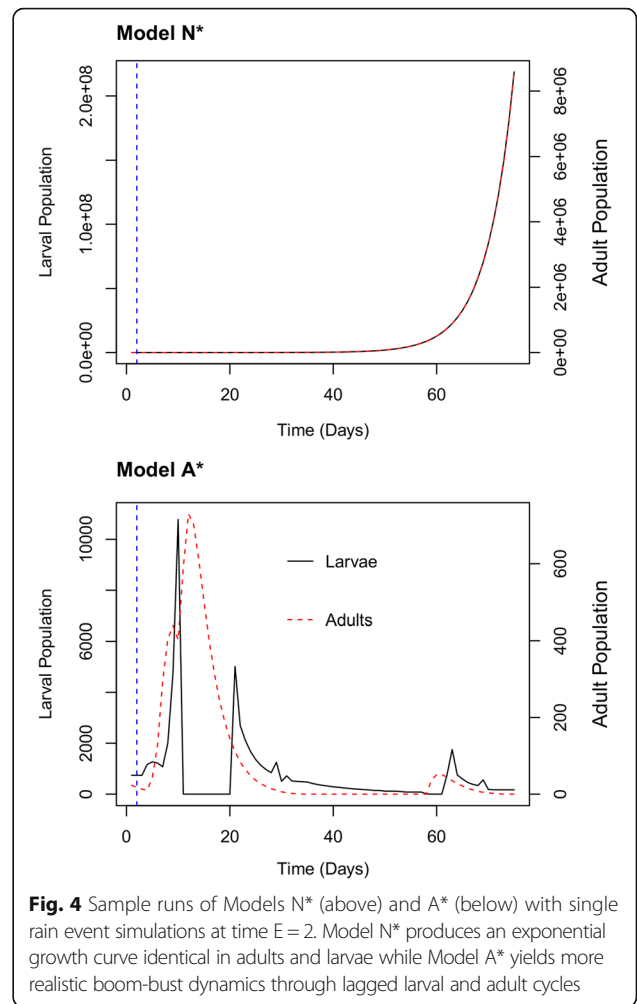 Model N*
2.0e+08
1.0e+08
0.0e+00
Larval Population
8e+06
6e+06
4e+06
2e+06
0e+00
Adult Population
0 20 40 60
Time (Days)
Model A*
10000
6000
2000
0
Larval Population
Larvae
Adults
600
400
200
0
Adult Population
0 20 40 60
Time (Days)
Fig. 4 Sample runs of Models N* (above) and A* (below) with single
rain event simulations at time E = 2. Model N* produces an exponential
growth curve identical in adults and larvae while Model A* yields more
realistic boom-bust dynamics through lagged larval and adult cycles